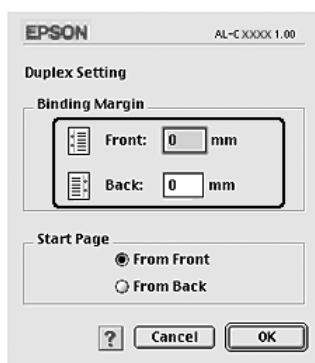 EPSON AL-CXXXX 1.00
Duplex Setting
Binding Margin
Front: 0 mm
Back: 0 mm
Start Page
From Front
From Back
? Cancel OK